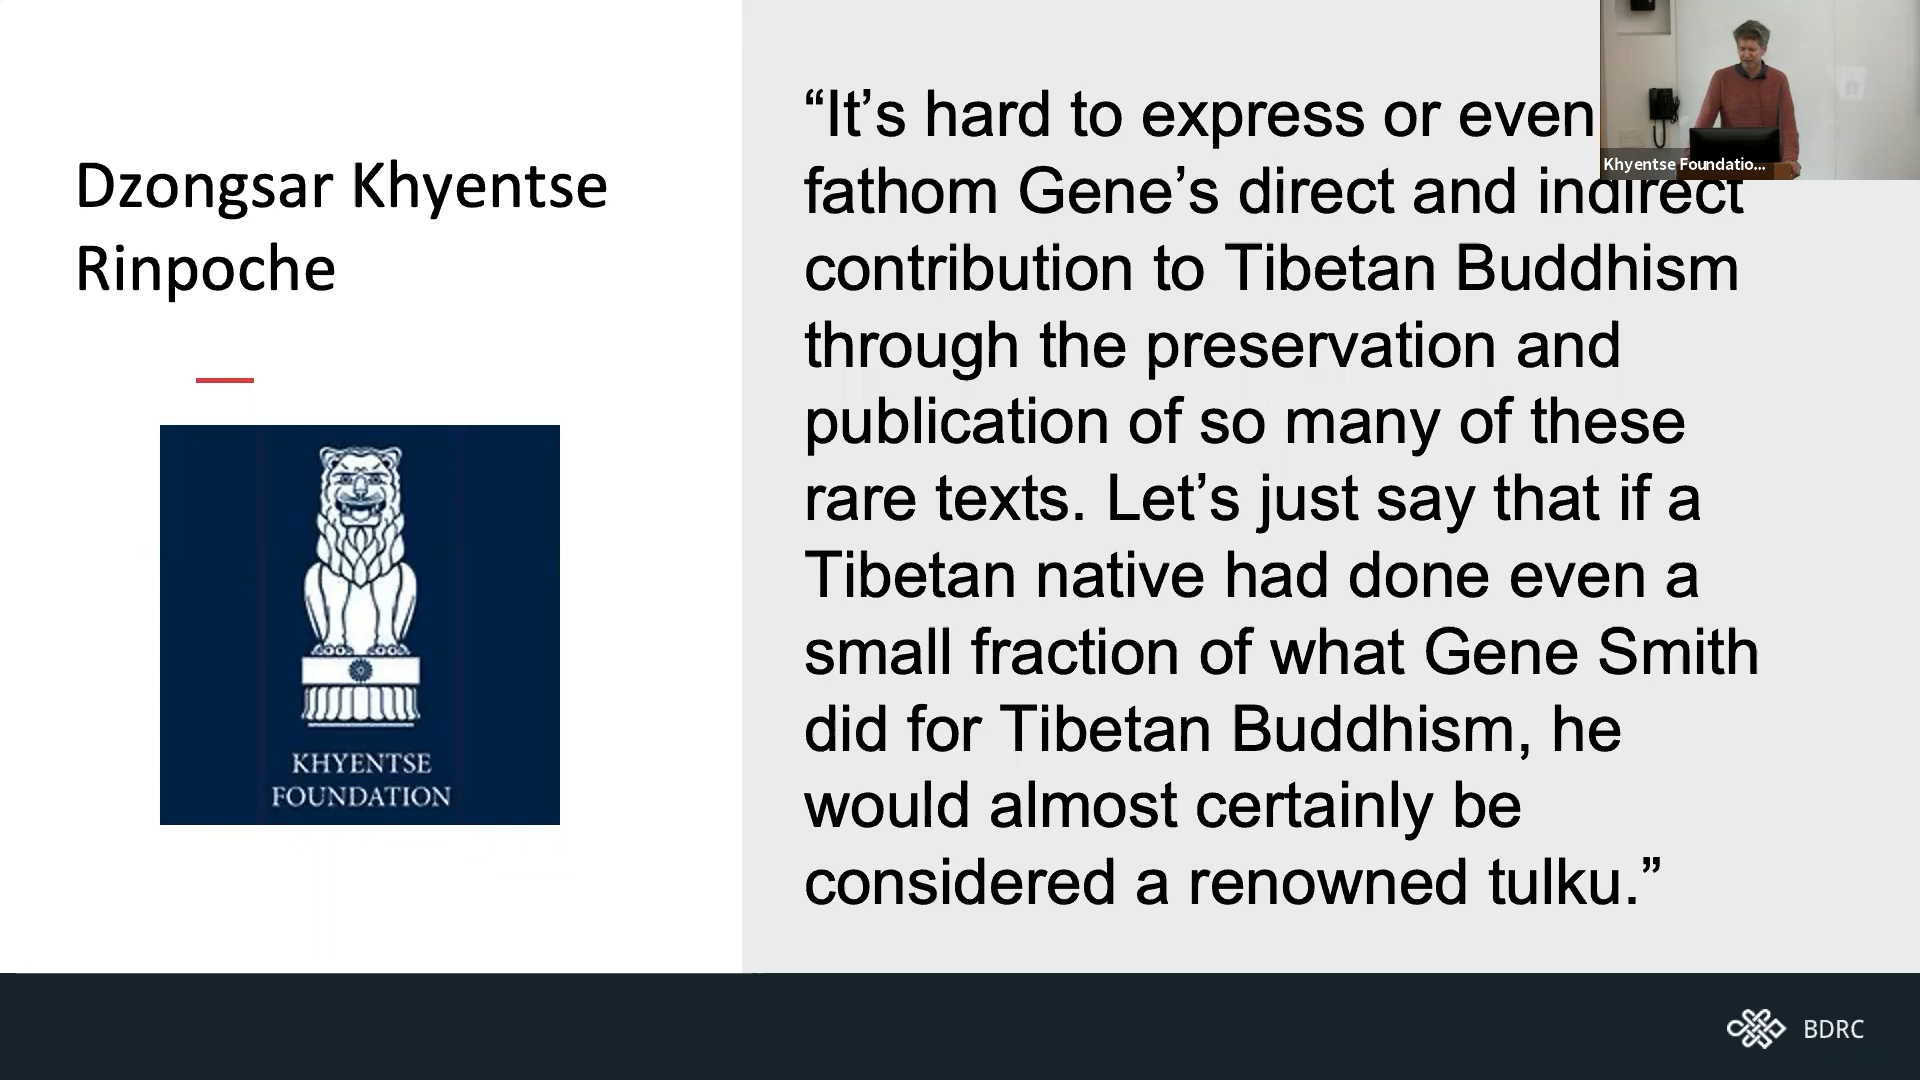 Dzongsar Khyentse
Rinpoche
KHYENTSE
FOUNDATION
“It’s hard to express or even
fathom Gene’s direct and indirect
contribution to Tibetan Buddhism
through the preservation and
publication of so many of these
rare texts. Let’s just say that if a
Tibetan native had done even a
small fraction of what Gene Smith
did for Tibetan Buddhism, he
would almost certainly be
considered a renowned tulku.”
Khyentse Foundatio...
BDRC